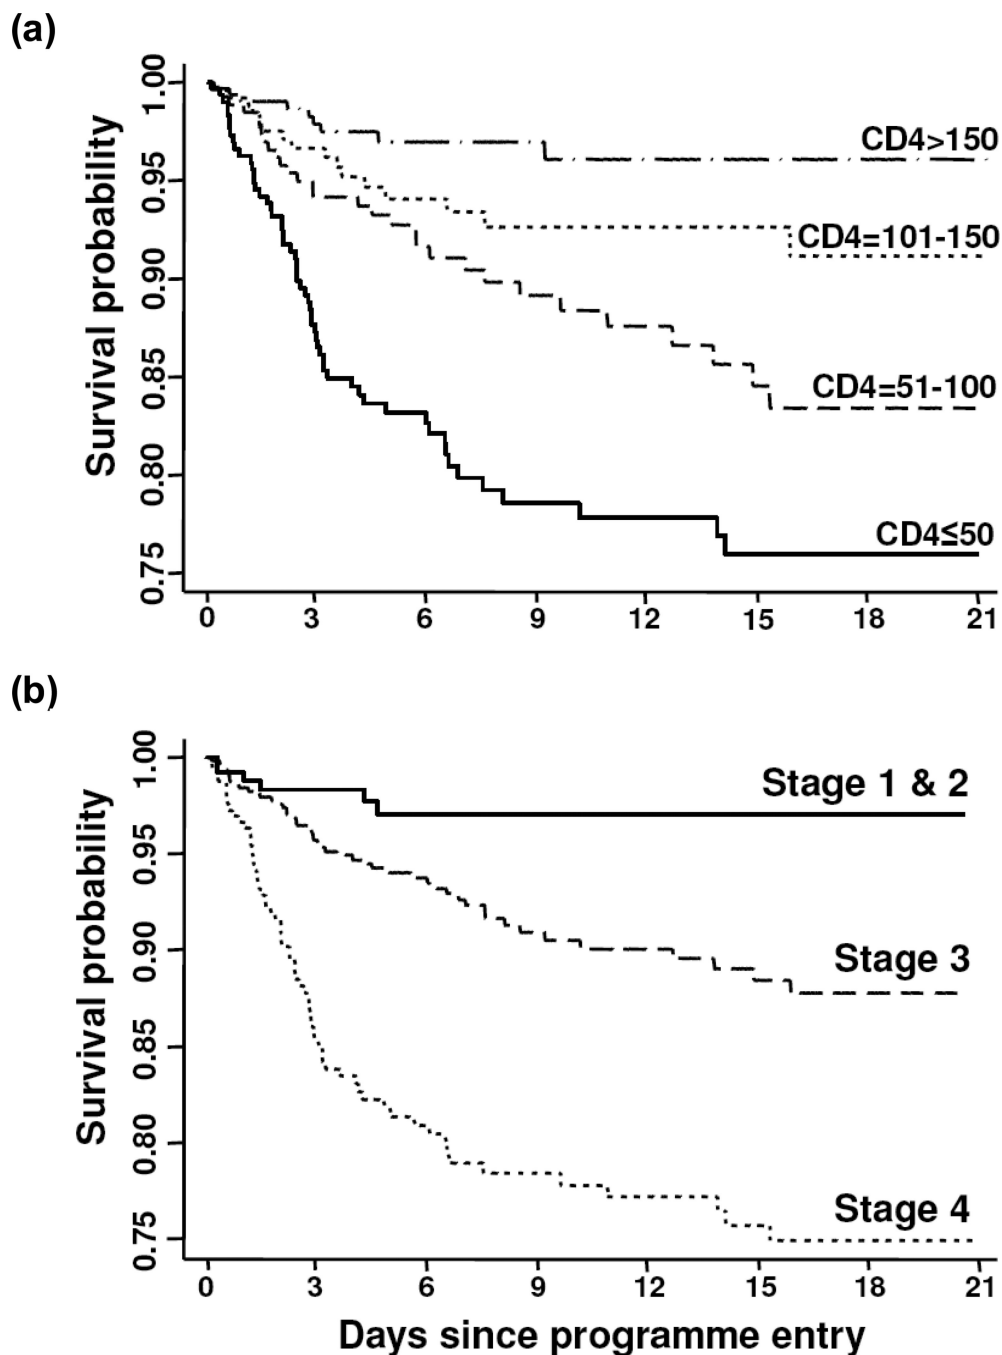 (a)
Survival probability
1.00
0.95
0.90
0.85
0.80
0.75
CD4>150
CD4=101-150
CD4=51-100
CD4≤50
0 3 6 9 12 15 18 21
(b)
Survival probability
1.00
0.95
0.90
0.85
0.80
0.75
Stage 1 & 2
Stage 3
Stage 4
0 3 6 9 12 15 18 21
Days since programme entry